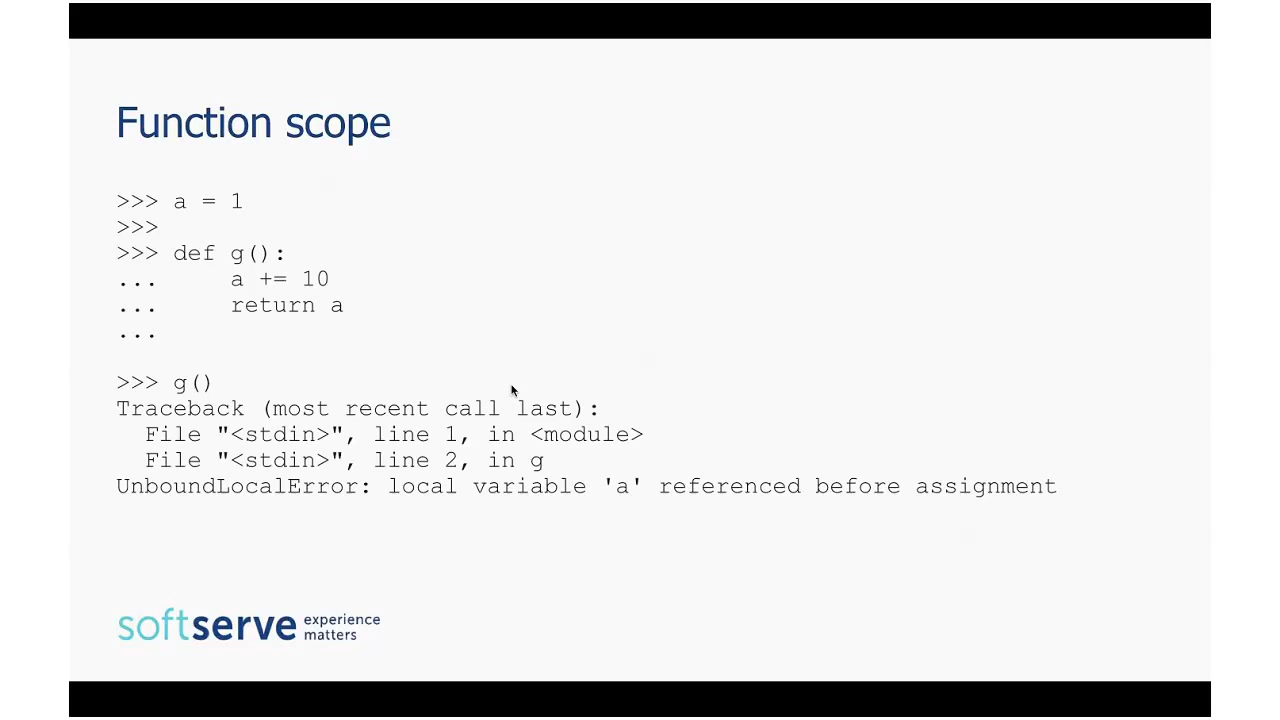 Function scope
>>> a = 1
>>>
>>> def g():
...     a += 10
...     return a
...
>>> g()
Traceback (most recent call last):
  File "<stdin>", line 1, in <module>
  File "<stdin>", line 2, in g
UnboundLocalError: local variable 'a' referenced before assignment
softserve experience
matters